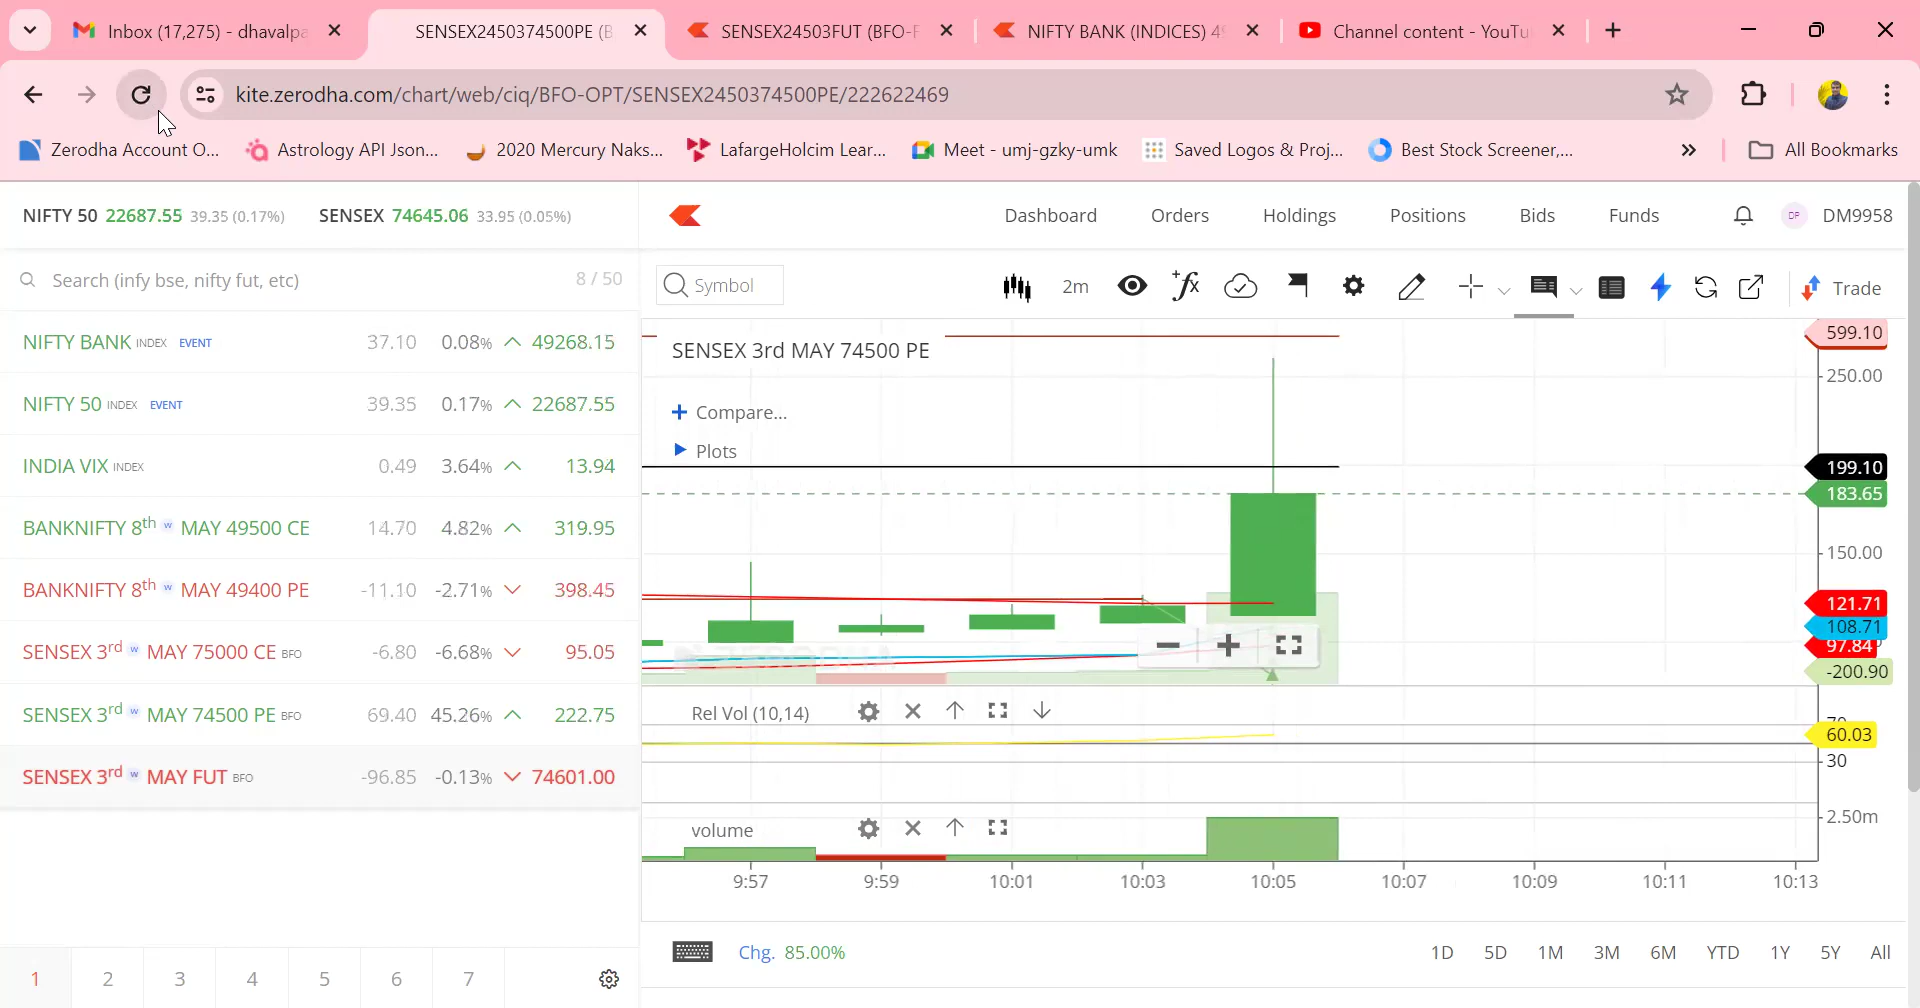 Inbox (17,275) - dhavalpa
SENSEX2450374500PE (B
SENSEX24503FUT (BFO-F
NIFTY BANK (INDICES) 49
Channel content - YouTu
kite.zerodha.com/chart/web/ciq/BFO-OPT/SENSEX2450374500PE/222622469
Zerodha Account O...
Astrology API Json...
2020 Mercury Naks...
LafargeHolcim Lear...
Meet - umj-gzky-umk
Saved Logos & Proj...
Best Stock Screener,...
All Bookmarks
NIFTY 50 22687.55 39.35 (0.17%)
SENSEX 74645.06 33.95 (0.05%)
Dashboard
Orders
Holdings
Positions
Bids
Funds
DP
DM9958
Search (infy bse, nifty fut, etc)
8 / 50
Symbol
2m
Trade
NIFTY BANK INDEX EVENT 37.10 0.08% 49268.15
NIFTY 50 INDEX EVENT 39.35 0.17% 22687.55
INDIA VIX INDEX 0.49 3.64% 13.94
BANKNIFTY 8th w MAY 49500 CE 14.70 4.82% 319.95
BANKNIFTY 8th w MAY 49400 PE -11.10 -2.71% 398.45
SENSEX 3rd w MAY 75000 CE BFO -6.80 -6.68% 95.05
SENSEX 3rd w MAY 74500 PE BFO 69.40 45.26% 222.75
SENSEX 3rd w MAY FUT BFO -96.85 -0.13% 74601.00
1 2 3 4 5 6 7
SENSEX 3rd MAY 74500 PE
Compare...
Plots
599.10
250.00
199.10
183.65
150.00
121.71
108.71
97.84
-200.90
Rel Vol (10,14)
60.03
30
volume
2.50m
9:57 9:59 10:01 10:03 10:05 10:07 10:09 10:11 10:13
Chg. 85.00%
1D 5D 1M 3M 6M YTD 1Y 5Y All